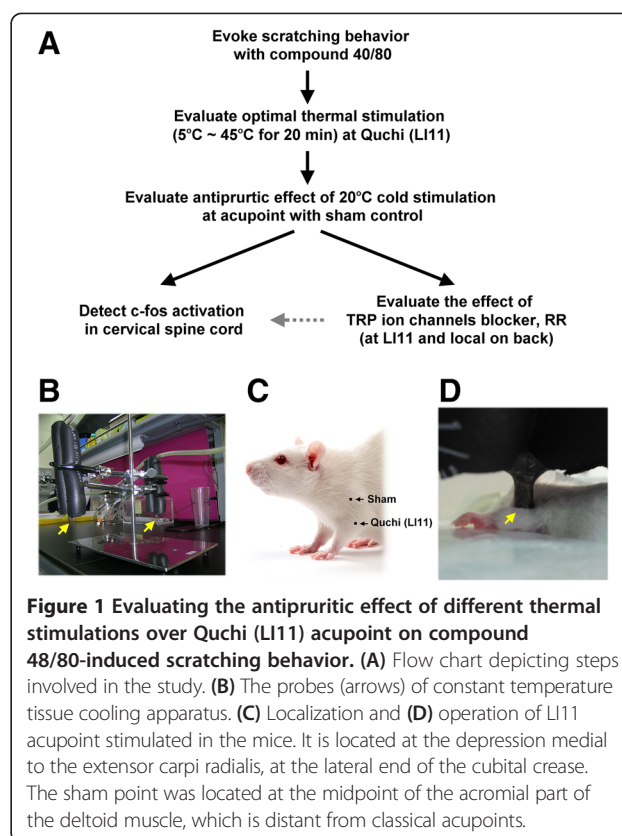 A
Evoke scratching behavior
with compound 40/80
Evaluate optimal thermal stimulation
(5°C ~ 45°C for 20 min) at Quchi (LI11)
Evaluate antiprurtic effect of 20°C cold stimulation
at acupoint with sham control
Detect c-fos activation
in cervical spine cord
Evaluate the effect of
TRP ion channels blocker, RR
(at LI11 and local on back)
B
C
D
Sham
Quchi (LI11)
Figure 1 Evaluating the antipruritic effect of different thermal
stimulations over Quchi (LI11) acupoint on compound
48/80-induced scratching behavior. (A) Flow chart depicting steps
involved in the study. (B) The probes (arrows) of constant temperature
tissue cooling apparatus. (C) Localization and (D) operation of LI11
acupoint stimulated in the mice. It is located at the depression medial
to the extensor carpi radialis, at the lateral end of the cubital crease.
The sham point was located at the midpoint of the acromial part of
the deltoid muscle, which is distant from classical acupoints.